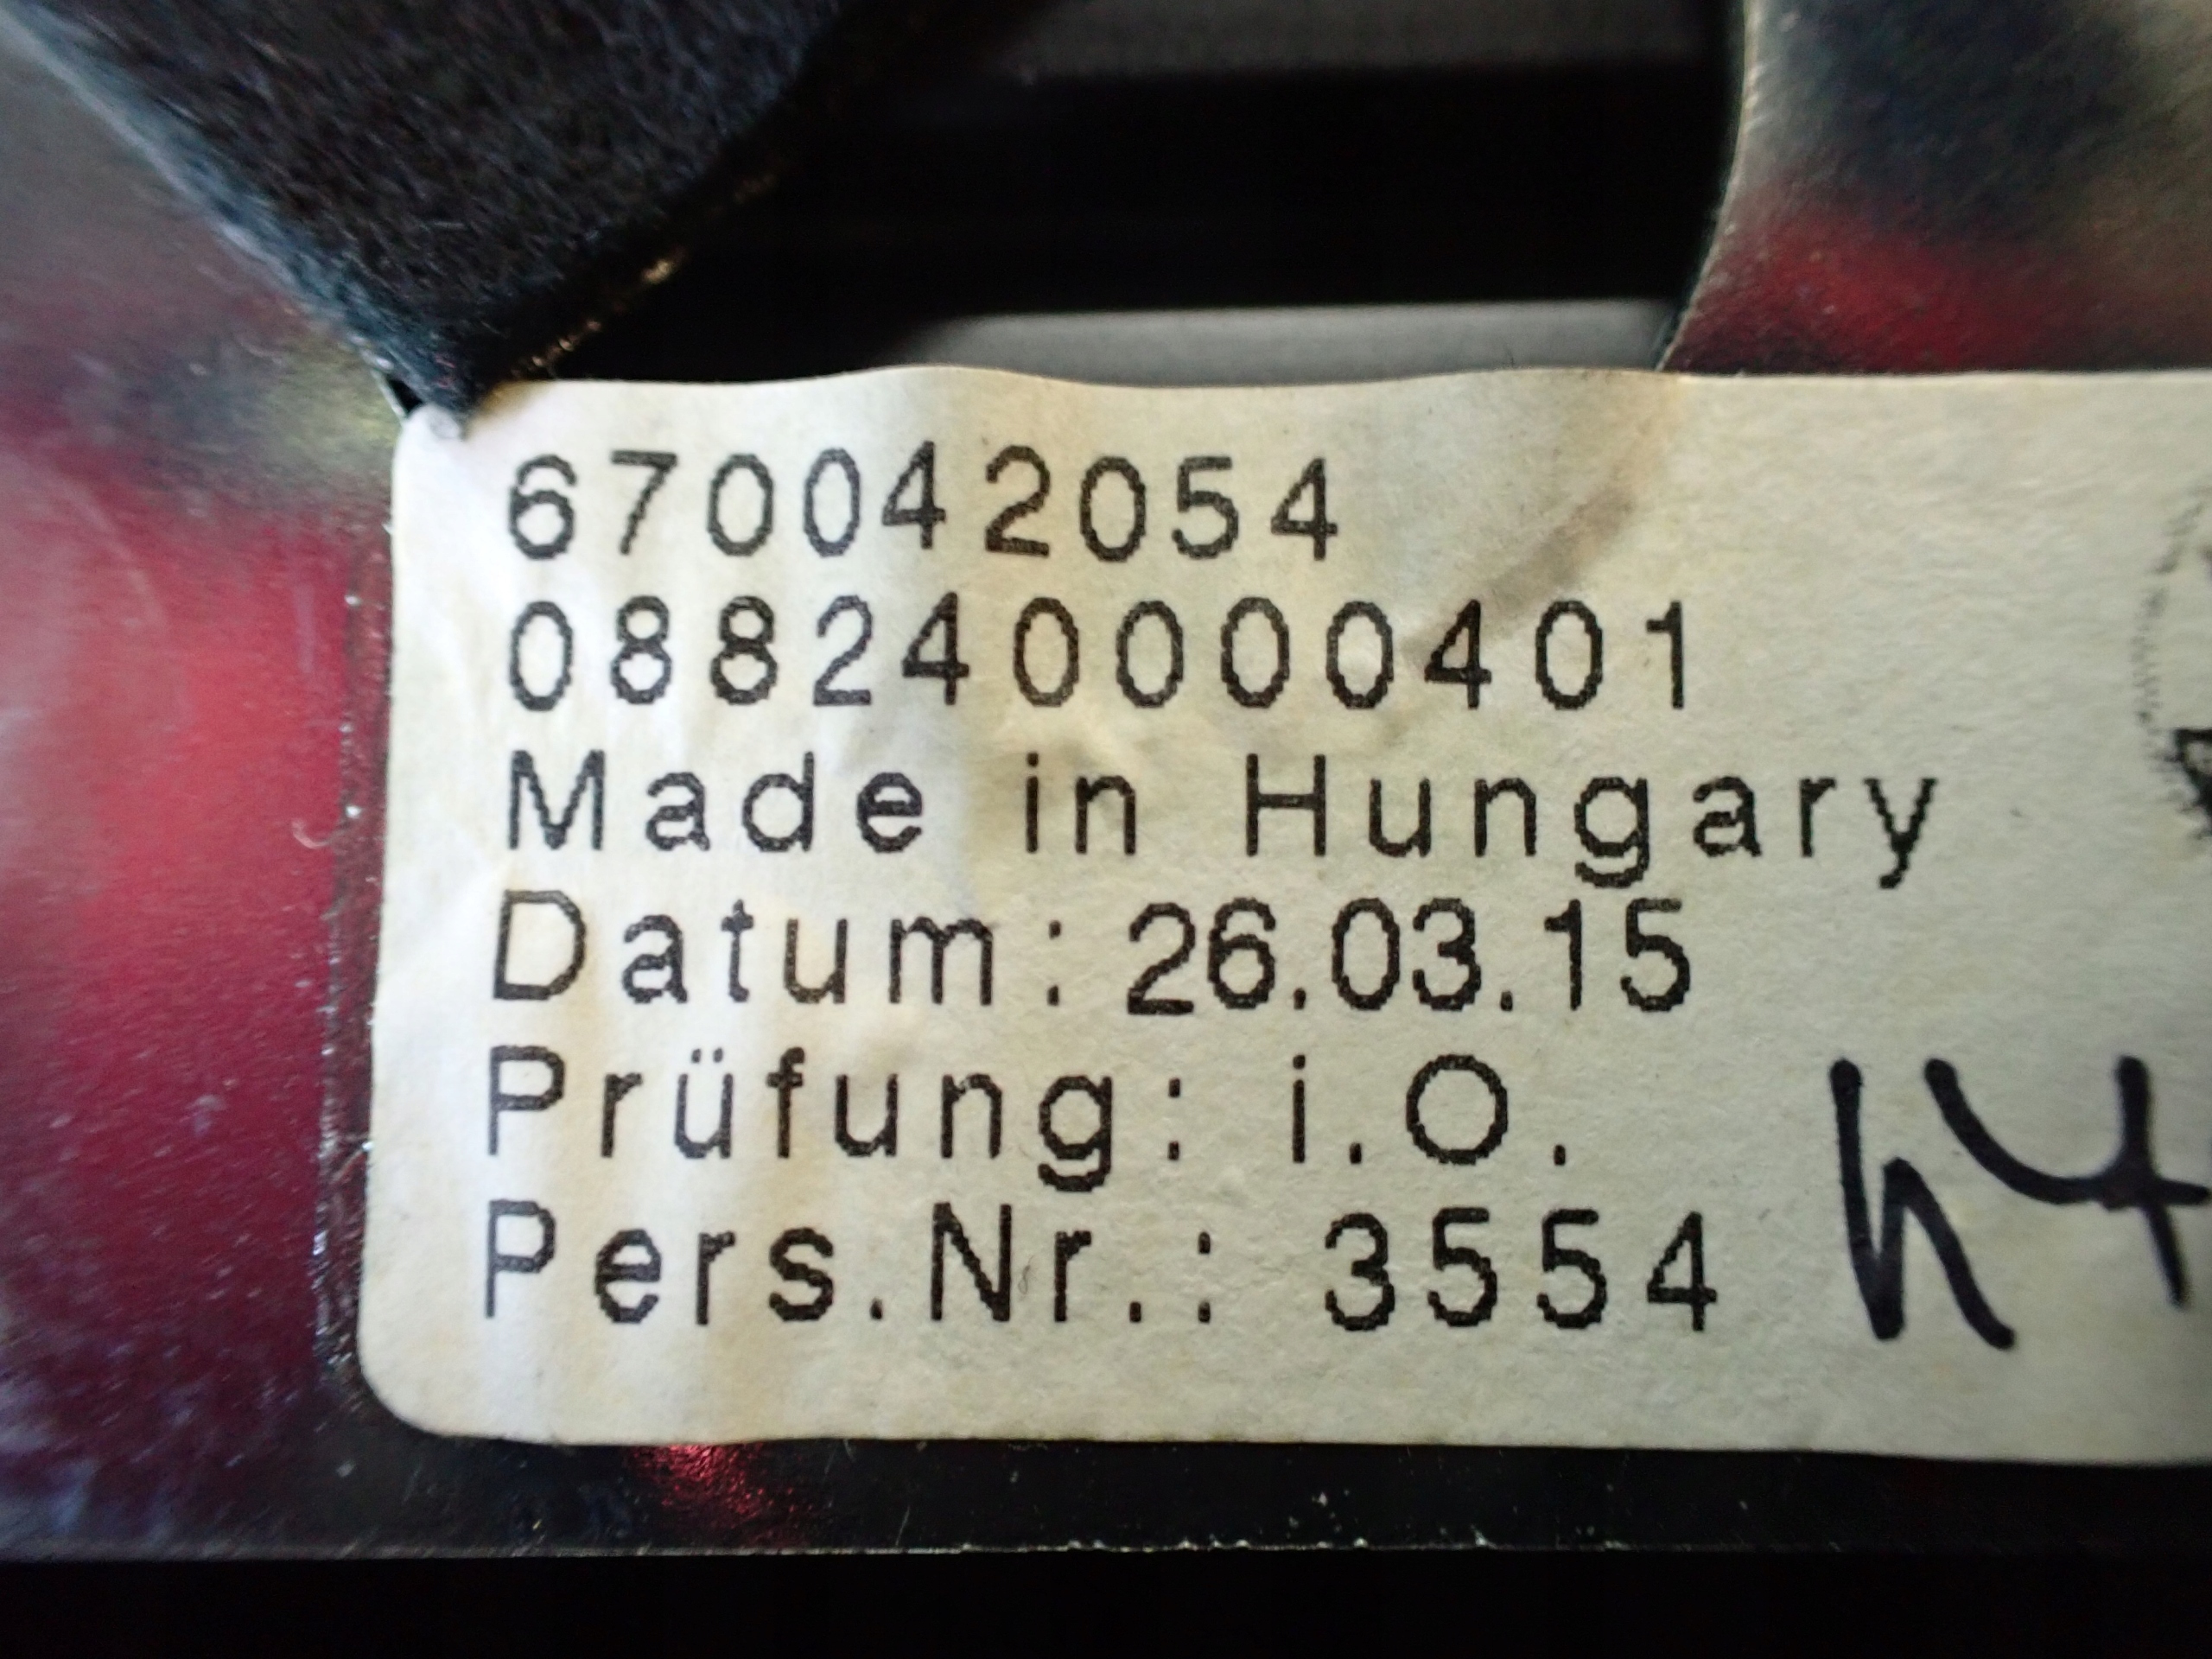 670042054
088240000401
Made in Hungary
Datum: 26.03.15
Prüfung: i.O.
Pers.Nr.: 3554